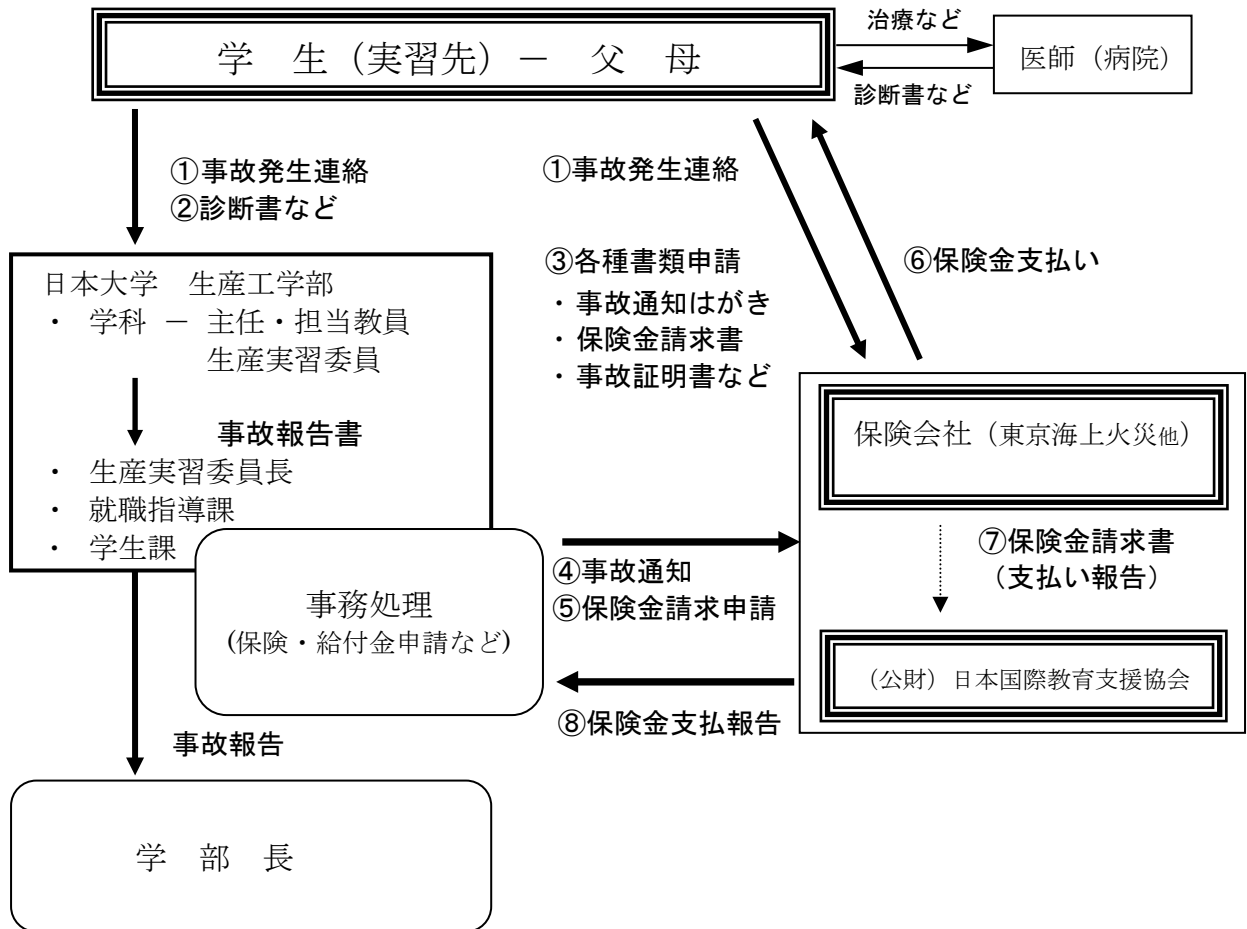 学　生（実習先）－　父　母
治療など
医師（病院）
診断書など
①事故発生連絡
②診断書など
①事故発生連絡
③各種書類申請
・事故通知はがき
・保険金請求書
・事故証明書など
⑥保険金支払い
日本大学　生産工学部
・　学科　－　主任・担当教員
生産実習委員
事故報告書
・　生産実習委員長
・　就職指導課
・　学生課
事務処理
(保険・給付金申請など)
④事故通知
⑤保険金請求申請
⑧保険金支払報告
保険会社（東京海上火災他）
⑦保険金請求書
（支払い報告）
（公財）日本国際教育支援協会
事故報告
学　部　長